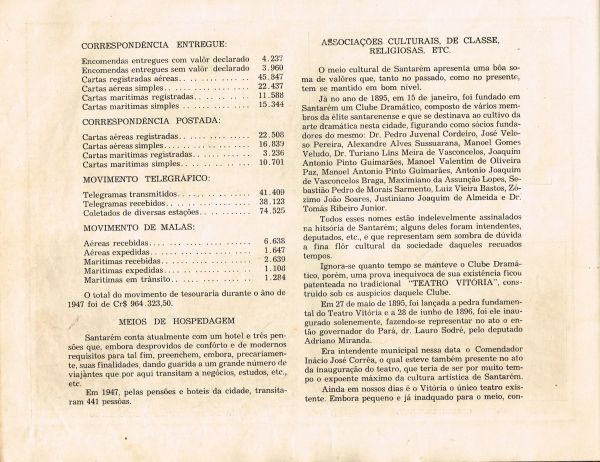 CORRESPONDÊNCIA ENTREGUE:
Encomendas entregues com valôr declarado 4.237
Encomendas entregues sem valôr declarado 3.960
Cartas registradas aéreas.............. 45.847
Cartas aéreas simples................. 22.437
Cartas marítimas registradas.......... 11.588
Cartas marítimas simples ............. 15.344
CORRESPONDÊNCIA POSTADA:
Cartas aéreas registradas.............. 22.508
Cartas aéreas simples................. 16.839
Cartas marítimas registradas.......... 3.236
Cartas marítimas simples.............. 10.701
MOVIMENTO TELEGRÁFICO:
Telegramas transmitidos............... 41.409
Telegramas recebidos................. 38.123
Coletados de diversas estações........ 74.525
MOVIMENTO DE MALAS:
Aéreas recebidas..................... 6.638
Aéreas expedidas..................... 1.647
Marítimas recebidas.................. 2.639
Marítimas expedidas.................. 1.108
Marítimas em trânsito................ 1.284
O total do movimento de tesouraria durante o âno de
1947 foi de Cr$ 964.323,50.
MEIOS DE HOSPEDAGEM
Santarém conta atualmente com um hotel e três pen-
sões que, embora desprovidos de confôrto e de modernos
requisitos para tal fim, preenchem, embora, precariamen-
te, suas finalidades, dando guarida a um grande número de
viajàntes que por aqui transitam a negócios, estudos, etc.,
etc.
Em 1947, pelas pensões e hoteis da cidade, transita-
ram 441 pessôas.
ASSOCIAÇÕES CULTURAIS, DE CLASSE,
RELIGIOSAS, ETC.
O meio cultural de Santarém apresenta uma bôa so-
ma de valôres que, tanto no passado, como no presente,
tem se mantido em bom nível.
Já no ano de 1895, em 15 de janeiro, foi fundado em
Santarém um Clube Dramático, composto de vários mem-
bros da élite santarenense e que se destinava ao cultivo da
arte dramática nesta cidade, figurando como sócios funda-
dores do mesmo: Dr. Pedro Juvenal Cordeiro, José Velo-
so Pereira, Alexandre Alves Sussuarana, Manoel Gomes
Veludo, Dr. Turiano Lins Meira de Vasconcelos, Joaquim
Antonio Pinto Guimarães, Manoel Valentim de Oliveira
Paz, Manoel Antonio Pinto Guimarães, Antonio Joaquim
de Vasconcelos Braga, Maximiano da Assunção Lopes, Se-
bastião Pedro de Morais Sarmento, Luiz Vieira Bastos, Zó-
zimo João Soares, Justiniano Joaquim de Almeida e Dr.
Tomás Ribeiro Junior.
Todos esses nomes estão indelevelmente assinalados
na hitsória de Santarém; alguns deles foram intendentes,
deputados, etc., e que representam sem sombra de dúvida
a fina flôr cultural da sociedade daqueles recuados
tempos.
Ignora-se quanto tempo se manteve o Clube Dramá-
tico, porém, uma prova inequivoca de sua existência ficou
patenteada no tradicional "TEATRO VITÓRIA", cons-
truido sob os auspicios daquele Clube.
Em 27 de maio de 1895, foi lançada a pedra fundamen-
tal do Teatro Vitória e a 28 de junho de 1896, foi ele inau-
gurado solenemente, fazendo-se representar no ato o en-
tão governador do Pará, dr. Lauro Sodré, pelo deputado
Adriano Miranda.
Era intendente municipal nessa data o Comendador
Inácio José Corrêa, o qual esteve também presente no ato
da inauguração do teatro, que teria de ser por muito tem-
po o expoente máximo da cultura artística de Santarém.
Ainda em nossos dias é o Vitória o único teatro exis-
tente. Embora pequeno e já inadquado para o meio, con-